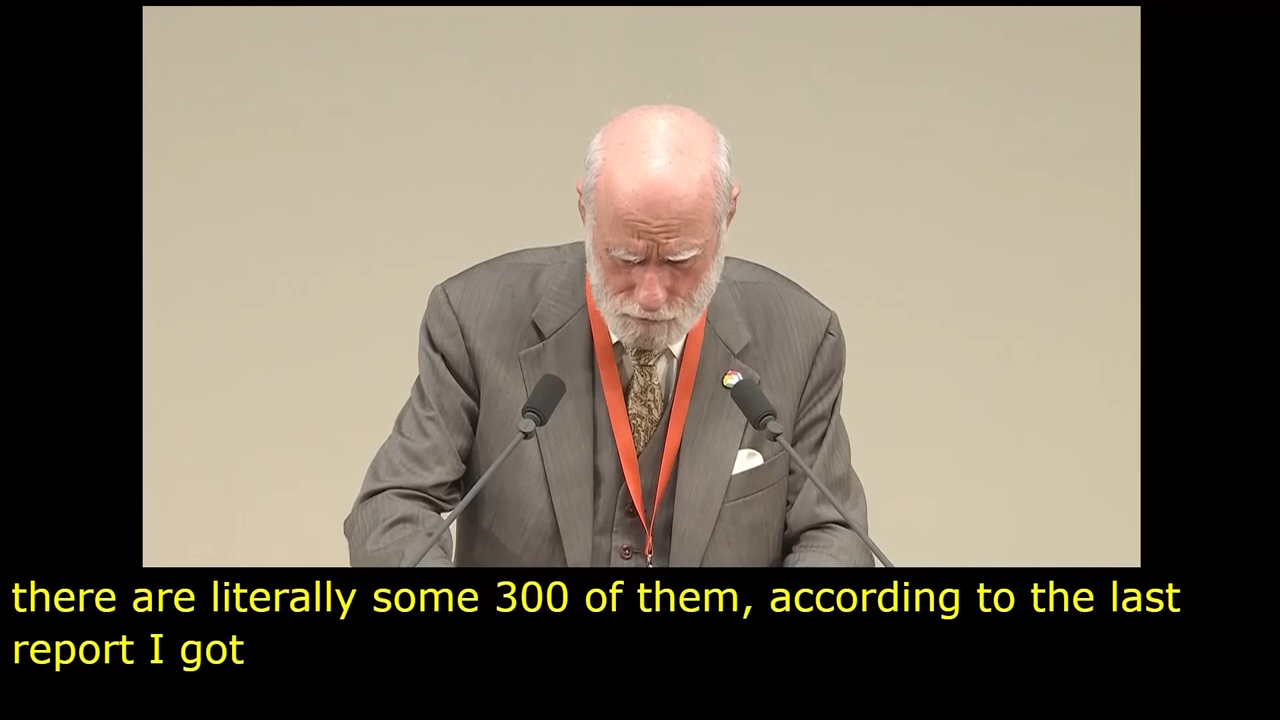 there are literally some 300 of them, according to the last
report I got